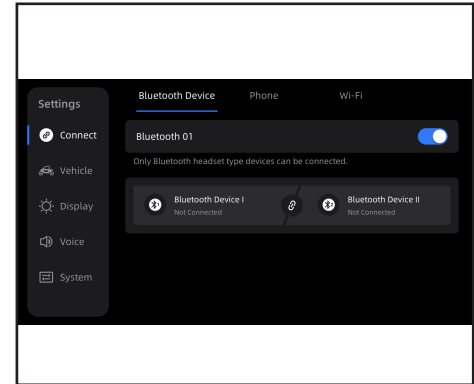 Settings
Connect
Vehicle
Display
Voice
System
Bluetooth Device
Phone
Wi-Fi
Bluetooth 01
Only Bluetooth headset type devices can be connected.
Bluetooth Device I
Not Connected
Bluetooth Device II
Not Connected